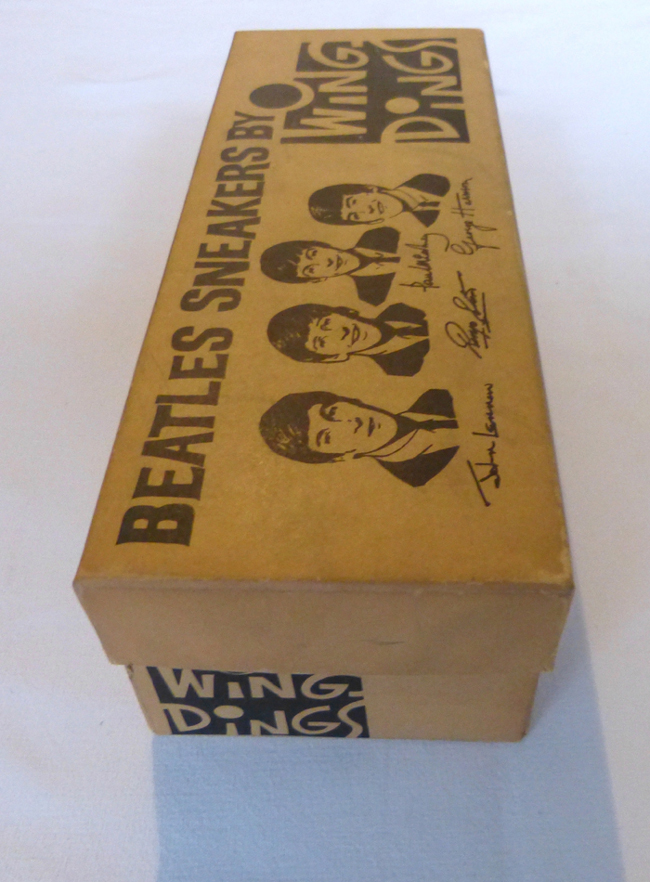 BEATLES SNEAKERS BY
WING
DINGS
George Harrison
Paul McCartney
Ringo Starr
John Lennon
WING
DINGS